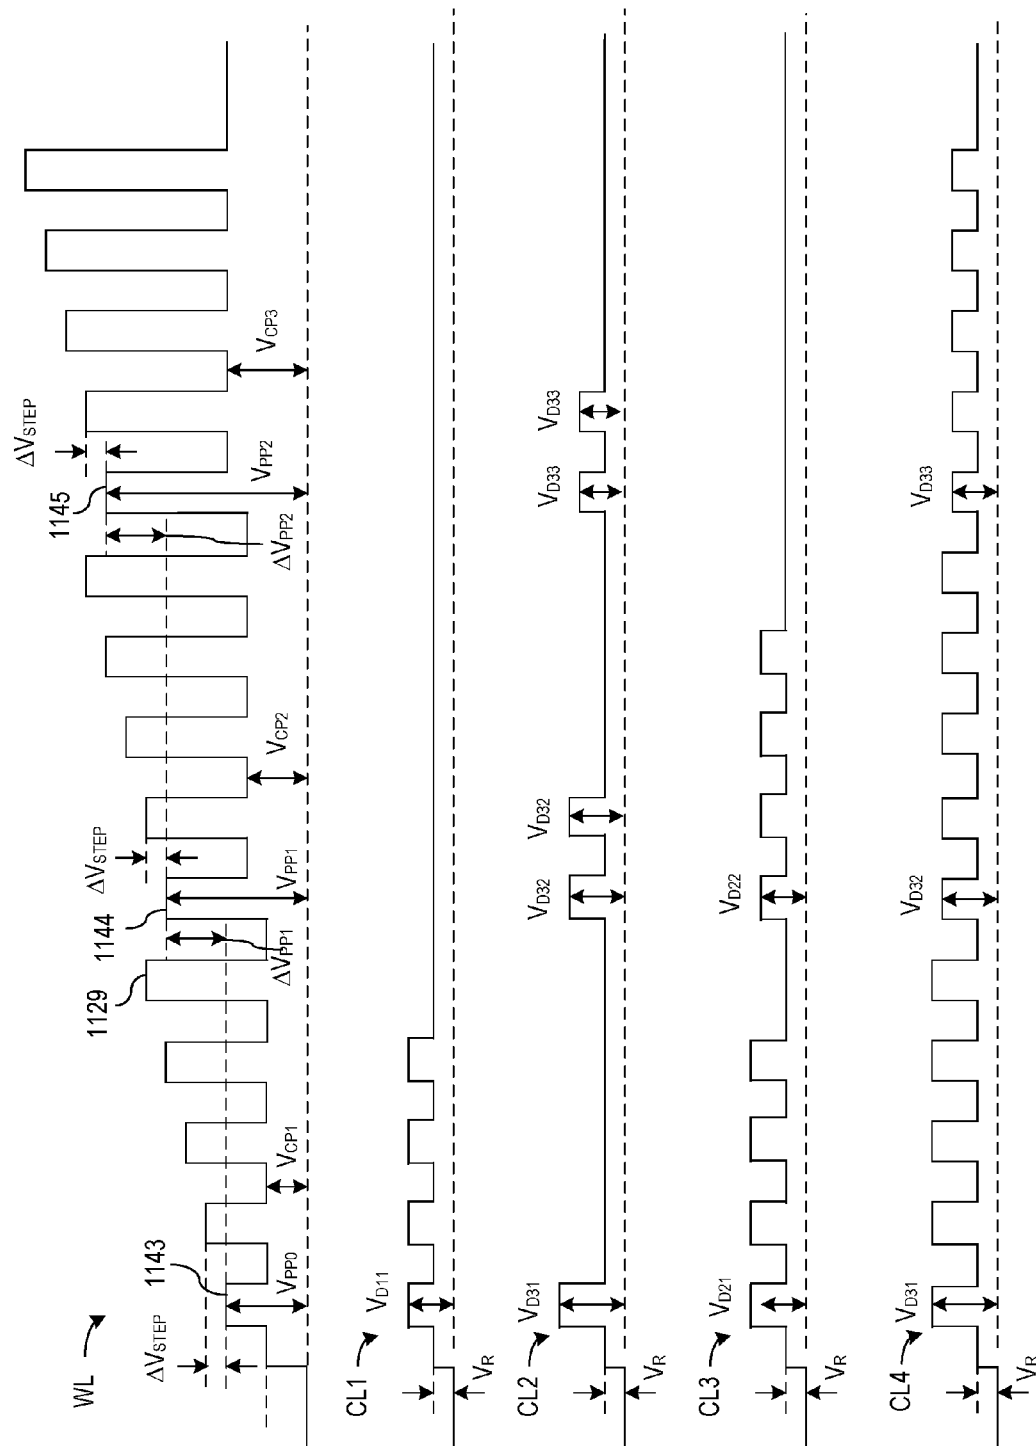 WL
ΔVSTEP
1143
VPP0
VCP1
1129
ΔVPP1
1144
VPP1
ΔVSTEP
VCP2
ΔVPP2
1145
VPP2
ΔVSTEP
VCP3
CL1
VR
VD11
CL2
VR
VD31
VD32
VD32
VD33
VD33
CL3
VR
VD21
VD22
CL4
VR
VD31
VD32
VD33